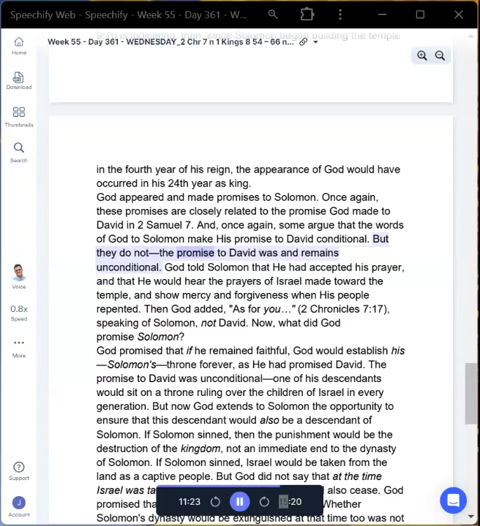 Speechify Web - Speechify - Week 55 - Day 361 - W...
Week 55 - Day 361 - WEDNESDAY_2 Chr 7 n 1 Kings 8 54 – 66 n...
Home
Download
Thumbnails
Search
Voice
0.8x
Speed
More
Support
J
Account
in the fourth year of his reign, the appearance of God would have
occurred in his 24th year as king.
God appeared and made promises to Solomon. Once again,
these promises are closely related to the promise God made to
David in 2 Samuel 7. And, once again, some argue that the words
of God to Solomon make His promise to David conditional. But
they do not—the promise to David was and remains
unconditional. God told Solomon that He had accepted his prayer,
and that He would hear the prayers of Israel made toward the
temple, and show mercy and forgiveness when His people
repented. Then God added, "As for you…" (2 Chronicles 7:17),
speaking of Solomon, not David. Now, what did God
promise Solomon?
God promised that if he remained faithful, God would establish his
—Solomon's—throne forever, as He had promised David. The
promise to David was unconditional—one of his descendants
would sit on a throne ruling over the children of Israel in every
generation. But now God extends to Solomon the opportunity to
ensure that this descendant would also be a descendant of
Solomon. If Solomon sinned, then the punishment would be the
destruction of the kingdom, not an immediate end to the dynasty
of Solomon. If Solomon sinned, Israel would be taken from the
land as a captive people. But God did not say that at the time
Israel was ta also cease. God
promised tha Whether
Solomon's dynasty would be extinguished at that time too was not
11:23
:20